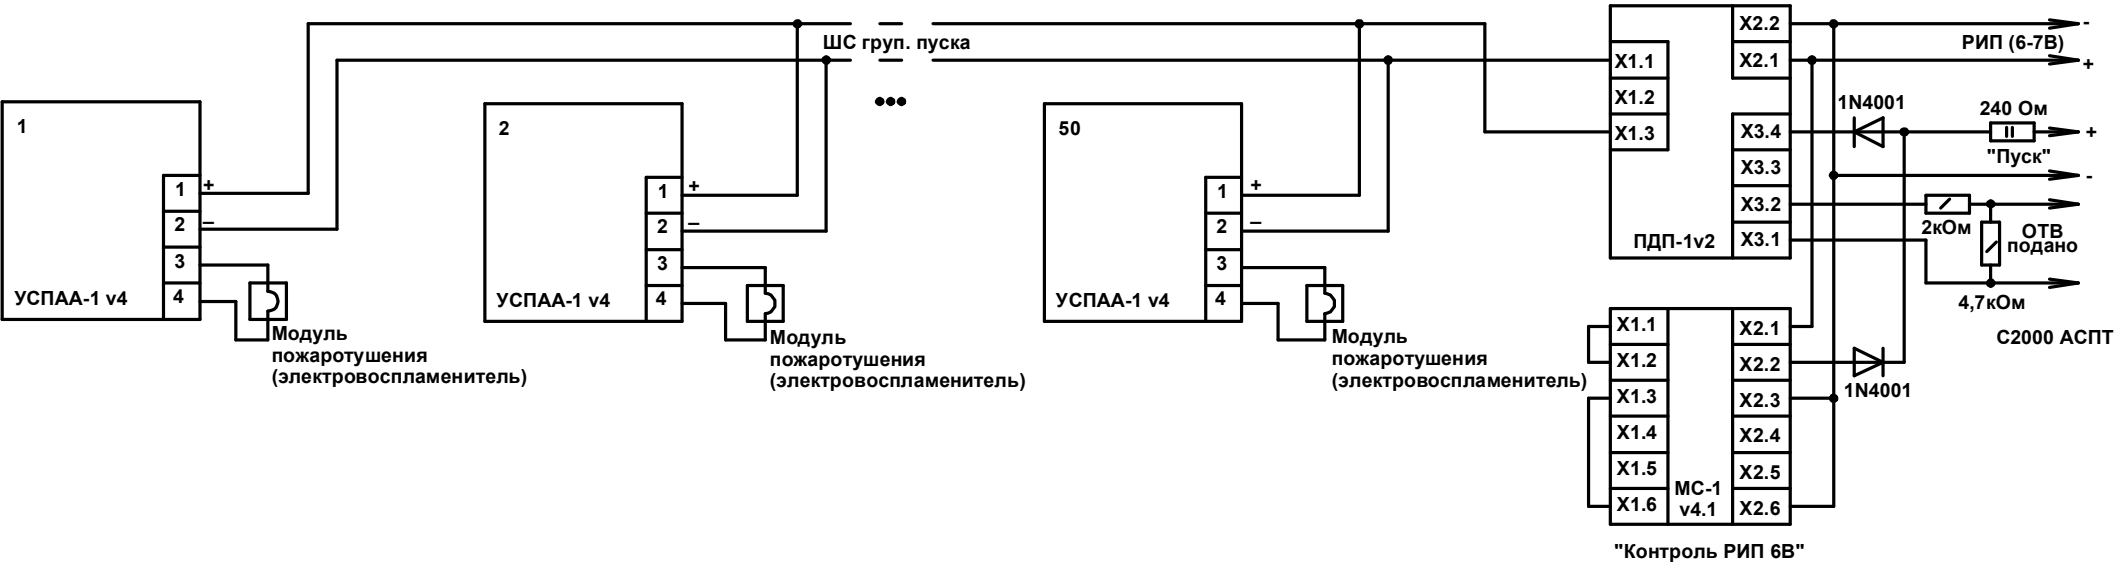 ШС груп. пуска
●●●
1
1
+
2
–
3
4
УСПАА-1 v4
Модуль
пожаротушения
(электровоспламенитель)
2
1
+
2
–
3
4
УСПАА-1 v4
Модуль
пожаротушения
(электровоспламенитель)
50
1
+
2
–
3
4
УСПАА-1 v4
Модуль
пожаротушения
(электровоспламенитель)
X1.1
X1.2
X1.3
X2.2
X2.1
X3.4
X3.3
X3.2
X3.1
ПДП-1v2
-
РИП (6-7В)
+
1N4001
240 Ом
+
"Пуск"
-
2кОм
ОТВ
подано
4,7кОм
С2000 АСПТ
X1.1
X1.2
X1.3
X1.4
X1.5
X1.6
МС-1
v4.1
X2.1
X2.2
X2.3
X2.4
X2.5
X2.6
1N4001
"Контроль РИП 6В"